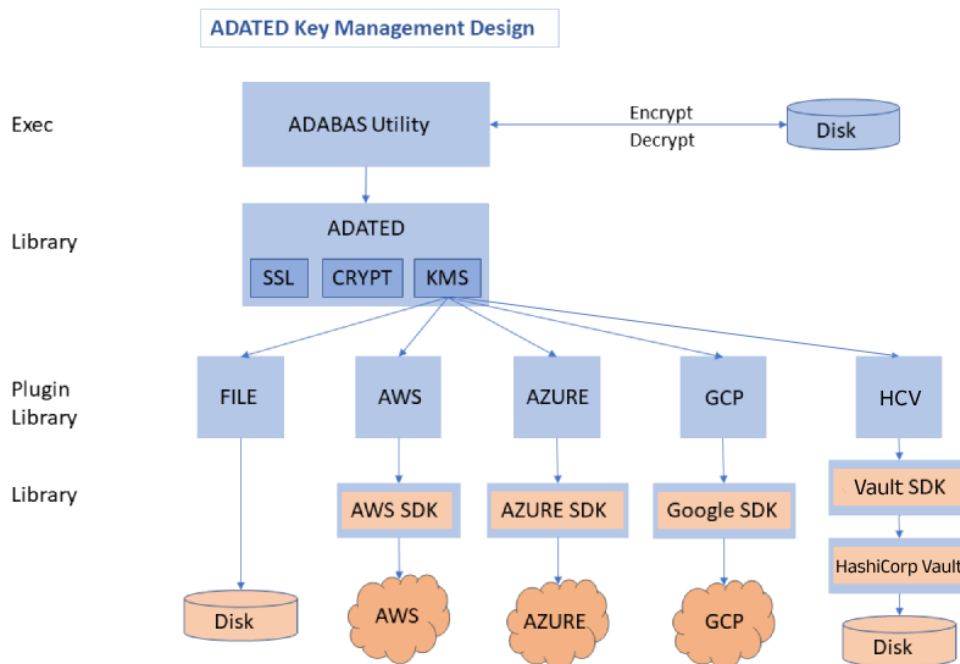 ADATED Key Management Design
Exec
ADABAS Utility
Encrypt
Decrypt
Disk
Library
ADATED
SSL
CRYPT
KMS
Plugin
Library
FILE
AWS
AZURE
GCP
HCV
Library
AWS SDK
AZURE SDK
Google SDK
Vault SDK
HashiCorp Vault
Disk
AWS
AZURE
GCP
Disk